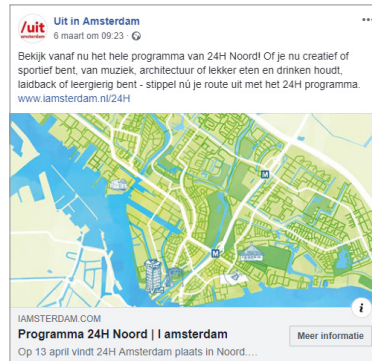 /uit
amsterdam
Uit in Amsterdam
6 maart om 09:23 ·
Bekijk vanaf nu het hele programma van 24H Noord! Of je nu creatief of
sportief bent, van muziek, architectuur of lekker eten en drinken houdt,
laidback of leergierig bent - stippel nú je route uit met het 24H programma.
www.iamsterdam.nl/24H
M
M
i
IAMSTERDAM.COM
Programma 24H Noord | I amsterdam
Meer informatie
Op 13 april vindt 24H Amsterdam plaats in Noord....